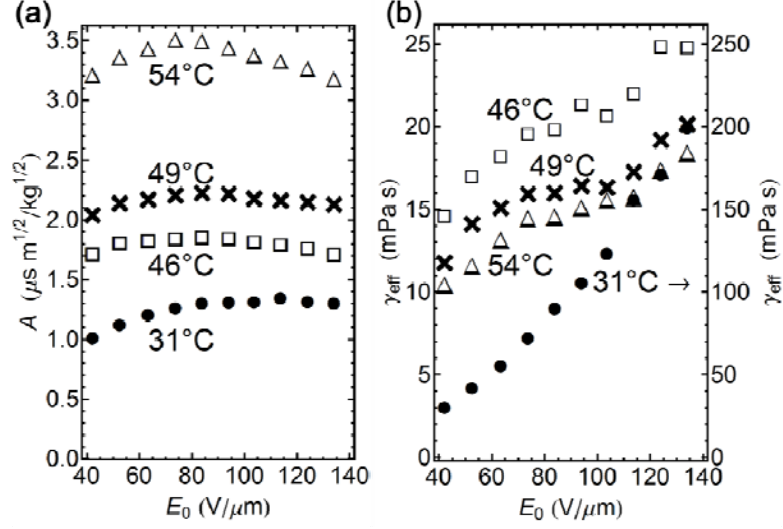 (a)
3.5
3.0
2.5
2.0
1.5
1.0
0.5
0.0
A (μs m^1/2/kg^1/2)
54°C
49°C
46°C
31°C
40 60 80 100 120 140
E₀ (V/μm)
(b)
25
20
15
10
5
0
γeff (mPa s)
46°C
49°C
54°C
31°C →
250
200
150
100
50
0
γeff (mPa s)
40 60 80 100 120 140
E₀ (V/μm)